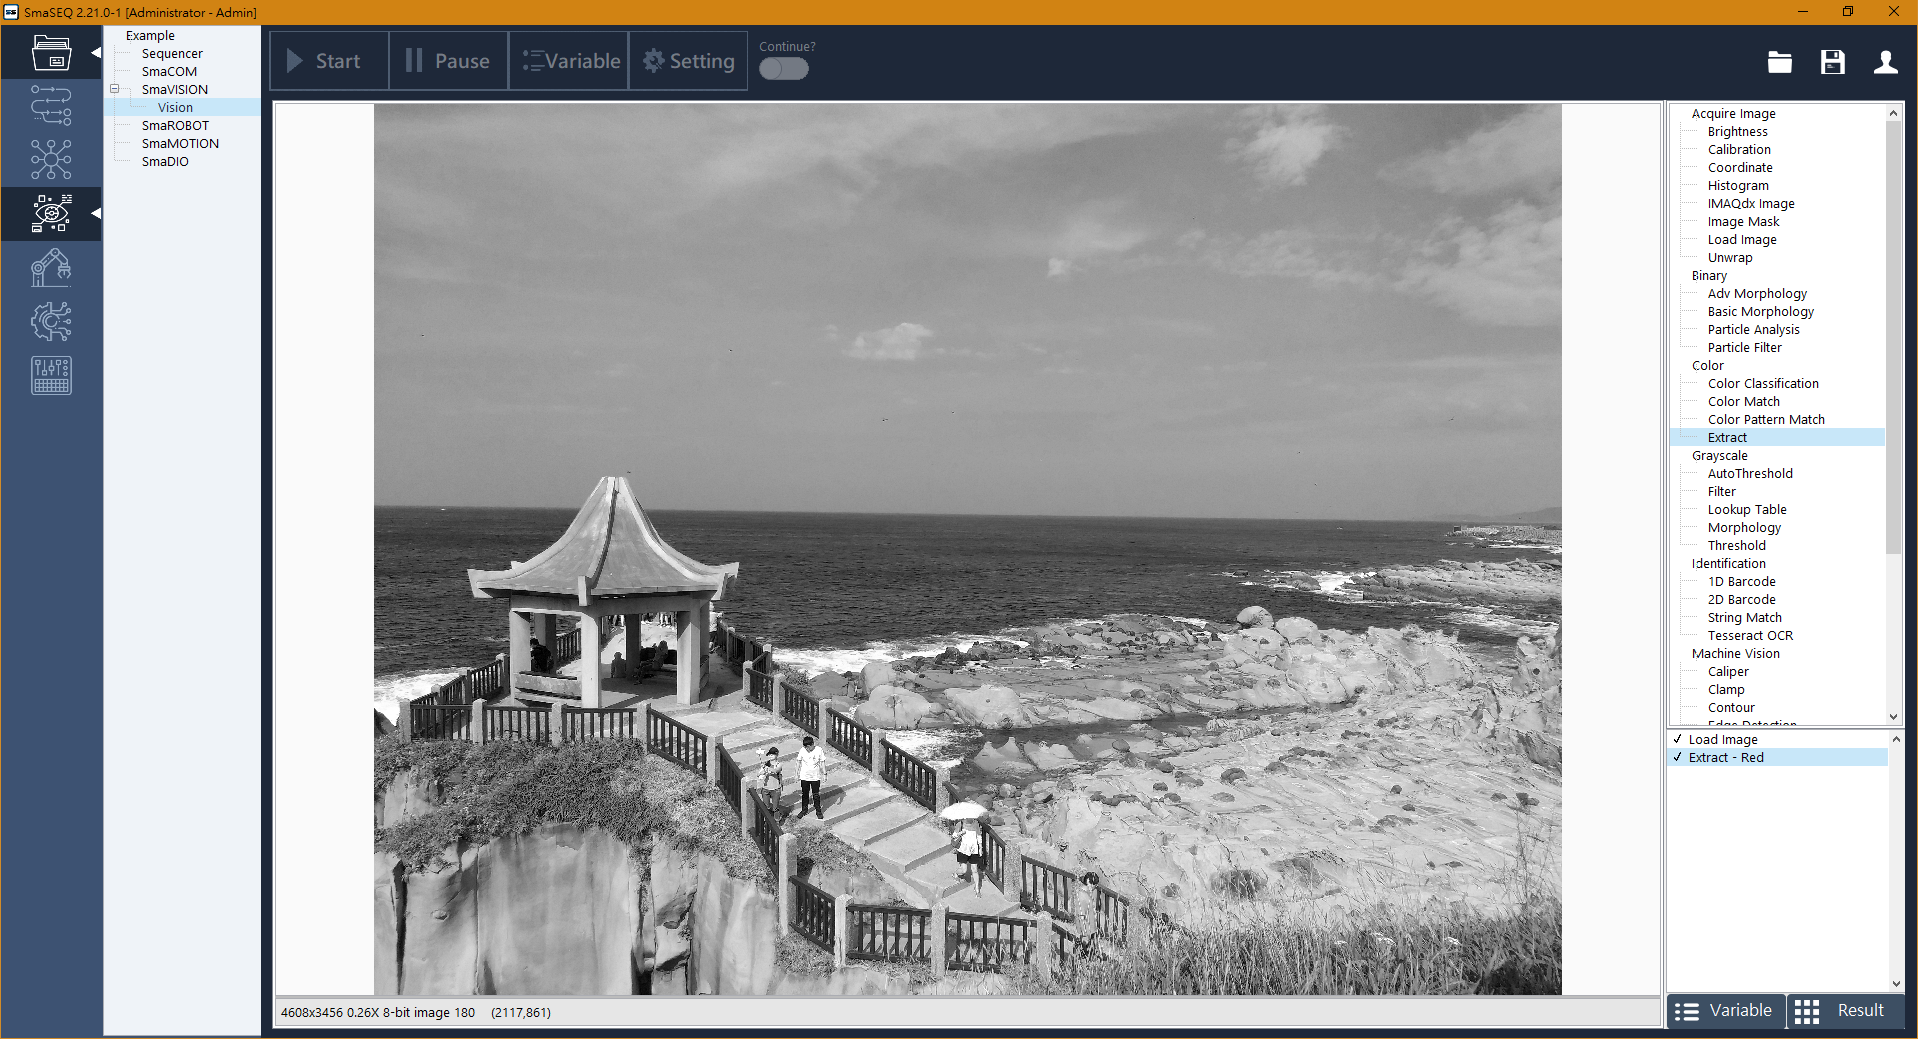 SmaSEQ 2.21.0-1 [Administrator - Admin]
Example
Sequencer
SmaCOM
SmaVISION
Vision
SmaROBOT
SmaMOTION
SmaDIO
Start
Pause
Variable
Setting
Continue?
Acquire Image
Brightness
Calibration
Coordinate
Histogram
IMAQdx Image
Image Mask
Load Image
Unwrap
Binary
Adv Morphology
Basic Morphology
Particle Analysis
Particle Filter
Color
Color Classification
Color Match
Color Pattern Match
Extract
Grayscale
AutoThreshold
Filter
Lookup Table
Morphology
Threshold
Identification
1D Barcode
2D Barcode
String Match
Tesseract OCR
Machine Vision
Caliper
Clamp
Contour
Edge Detection
✓ Load Image
✓ Extract - Red
4608x3456 0.26X 8-bit image 180 (2117,861)
Variable
Result